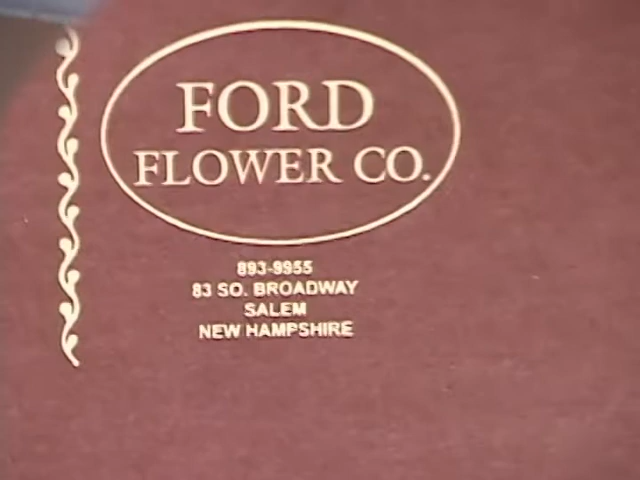 FORD
FLOWER CO.
893-9955
83 SO. BROADWAY
SALEM
NEW HAMPSHIRE